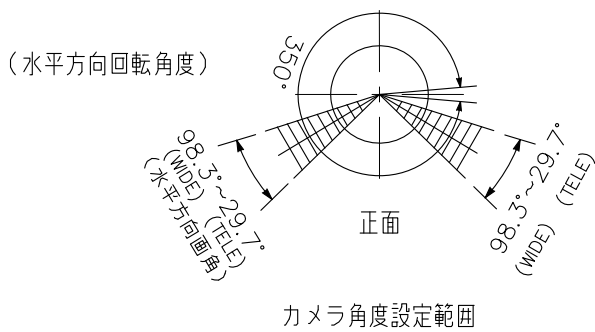 (水平方向回転角度)
350°
98.3°~29.7°
(WIDE) (TELE)
(水平方向画角)
正面
98.3°~29.7°
(WIDE) (TELE)
カメラ角度設定範囲